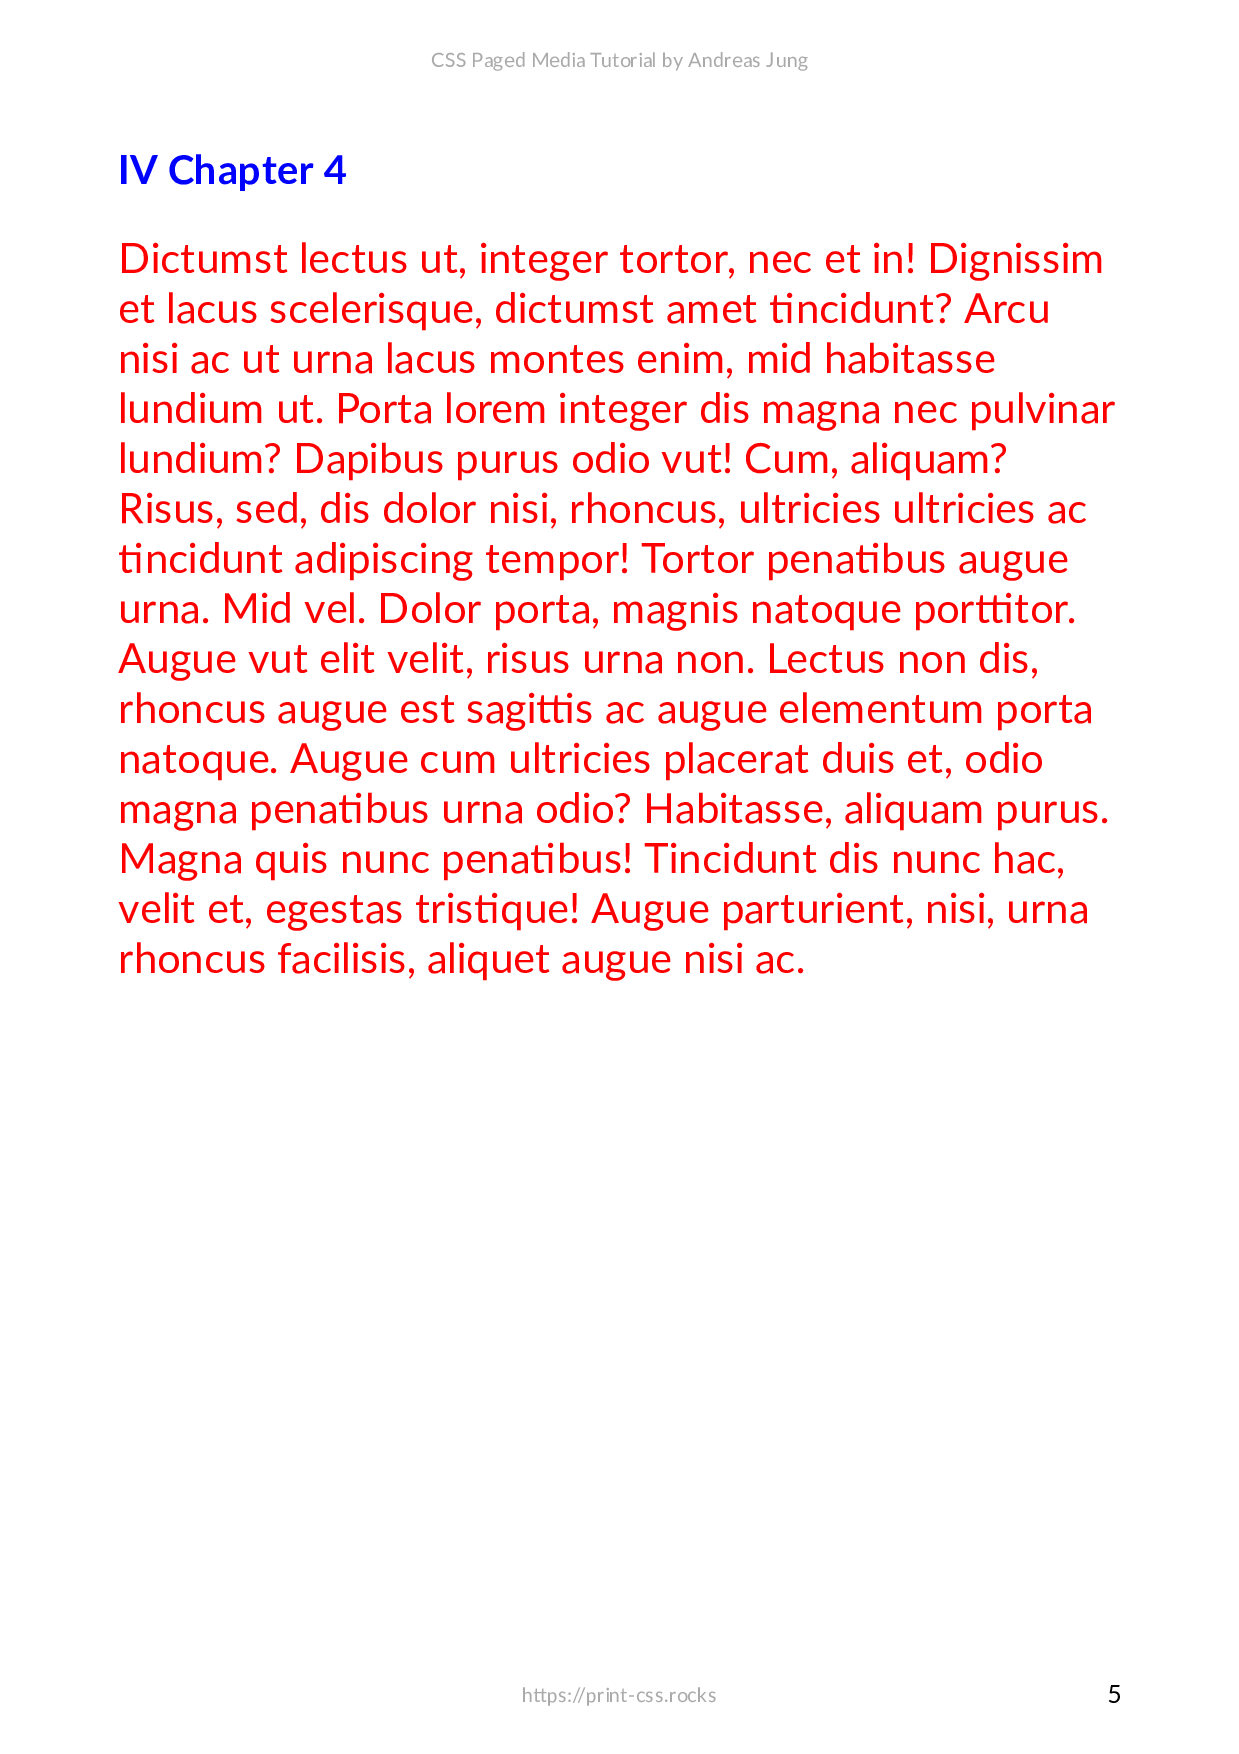 CSS Paged Media Tutorial by Andreas Jung
IV Chapter 4
Dictumst lectus ut, integer tortor, nec et in! Dignissim
et lacus scelerisque, dictumst amet tincidunt? Arcu
nisi ac ut urna lacus montes enim, mid habitasse
lundium ut. Porta lorem integer dis magna nec pulvinar
lundium? Dapibus purus odio vut! Cum, aliquam?
Risus, sed, dis dolor nisi, rhoncus, ultricies ultricies ac
tincidunt adipiscing tempor! Tortor penatibus augue
urna. Mid vel. Dolor porta, magnis natoque porttitor.
Augue vut elit velit, risus urna non. Lectus non dis,
rhoncus augue est sagittis ac augue elementum porta
natoque. Augue cum ultricies placerat duis et, odio
magna penatibus urna odio? Habitasse, aliquam purus.
Magna quis nunc penatibus! Tincidunt dis nunc hac,
velit et, egestas tristique! Augue parturient, nisi, urna
rhoncus facilisis, aliquet augue nisi ac.
https://print-css.rocks
5